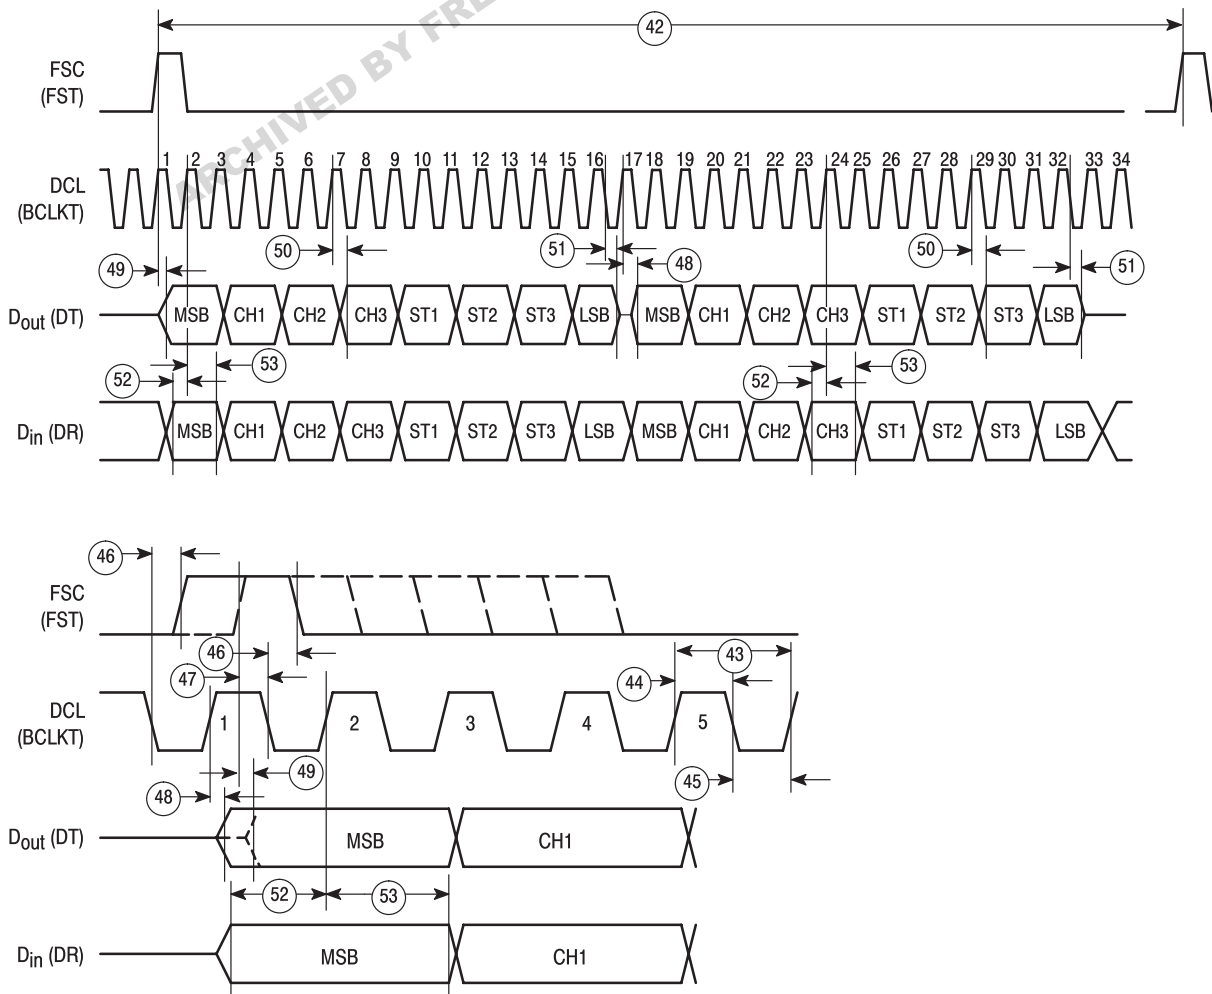 ARCHIVED BY FRE
42
FSC
(FST)
1 2 3 4 5 6 7 8 9 10 11 12 13 14 15 16 17 18 19 20 21 22 23 24 25 26 27 28 29 30 31 32 33 34
DCL
(BCLKT)
49 50 51 48 50 51
Dout (DT) MSB CH1 CH2 CH3 ST1 ST2 ST3 LSB MSB CH1 CH2 CH3 ST1 ST2 ST3 LSB
52 53 52 53
Din (DR) MSB CH1 CH2 CH3 ST1 ST2 ST3 LSB MSB CH1 CH2 CH3 ST1 ST2 ST3 LSB
46
FSC
(FST)
46 43
47 44
DCL
(BCLKT)
1 2 3 4 5
49 45
48
Dout (DT) MSB CH1
52 53
Din (DR) MSB CH1